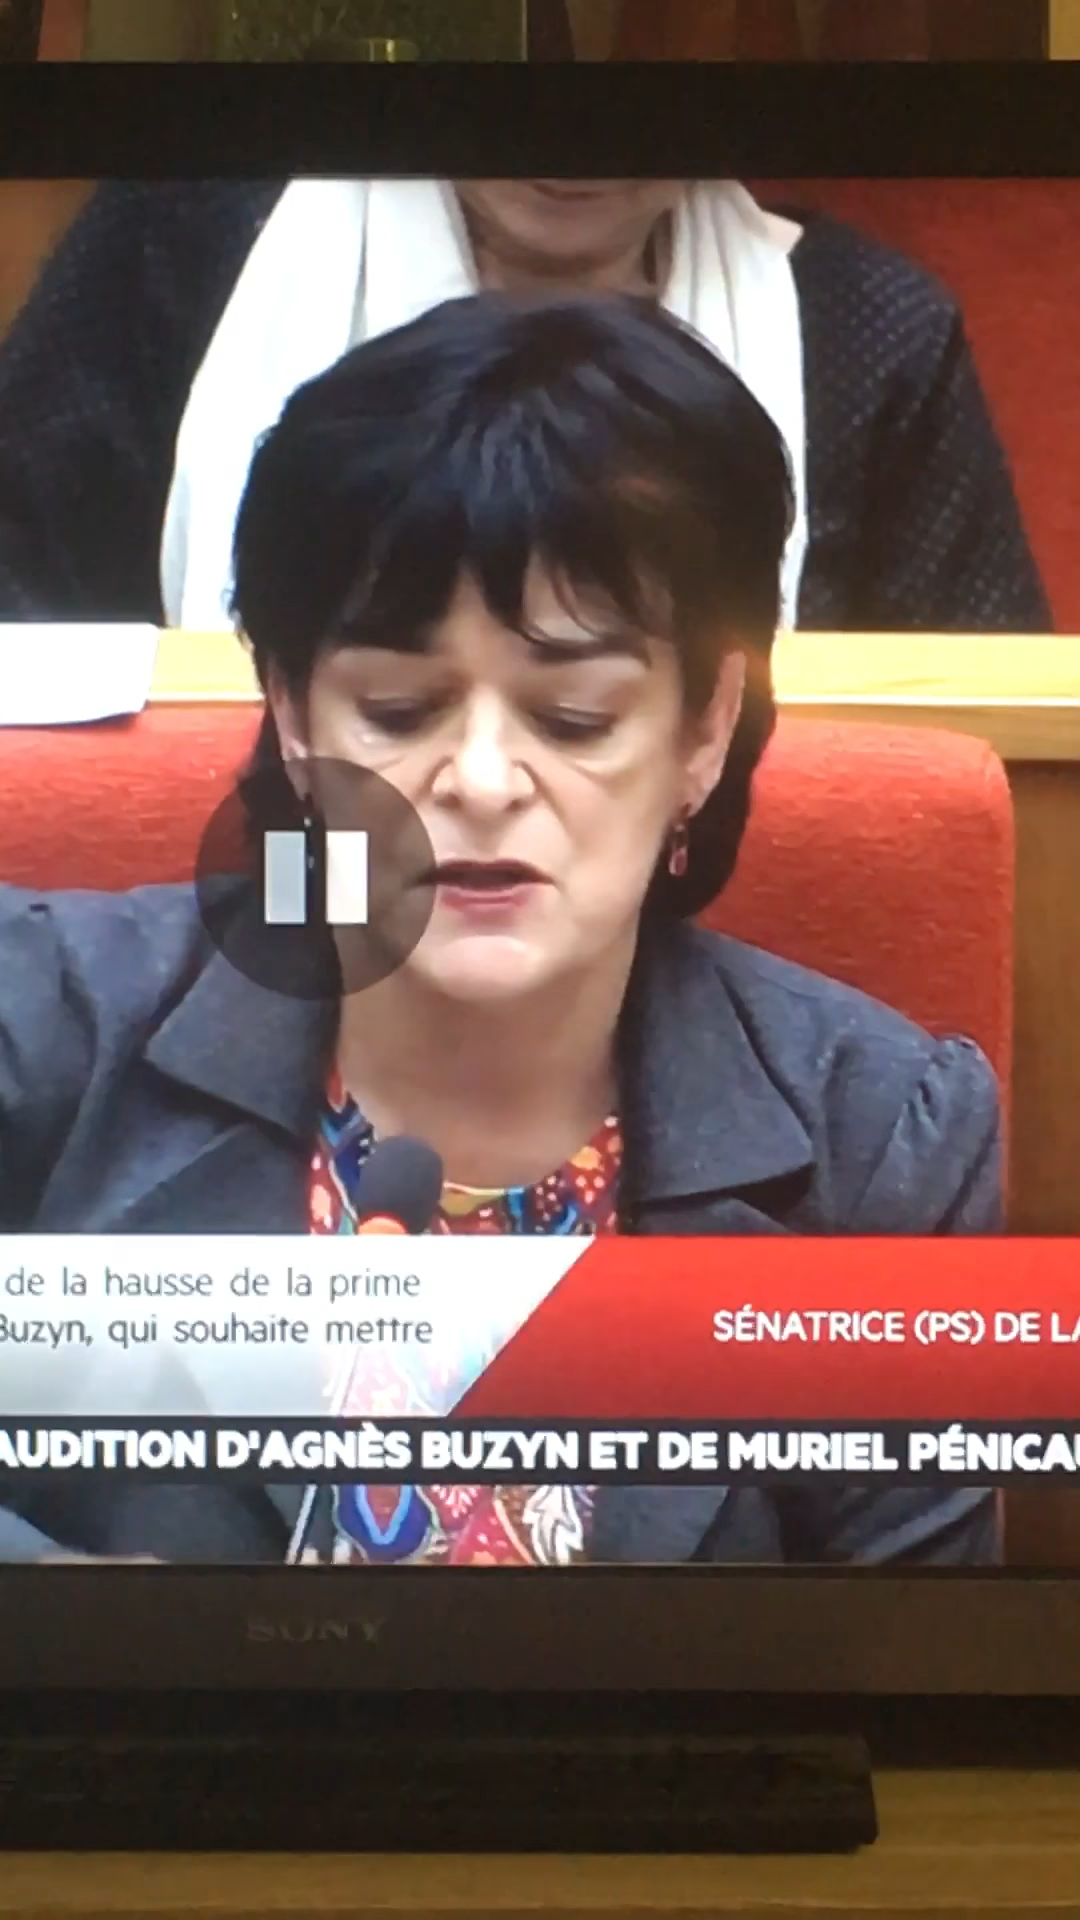 de la hausse de la prime
Buzyn, qui souhaite mettre
SÉNATRICE (PS) DE LA
AUDITION D'AGNÈS BUZYN ET DE MURIEL PÉNICAU
SONY